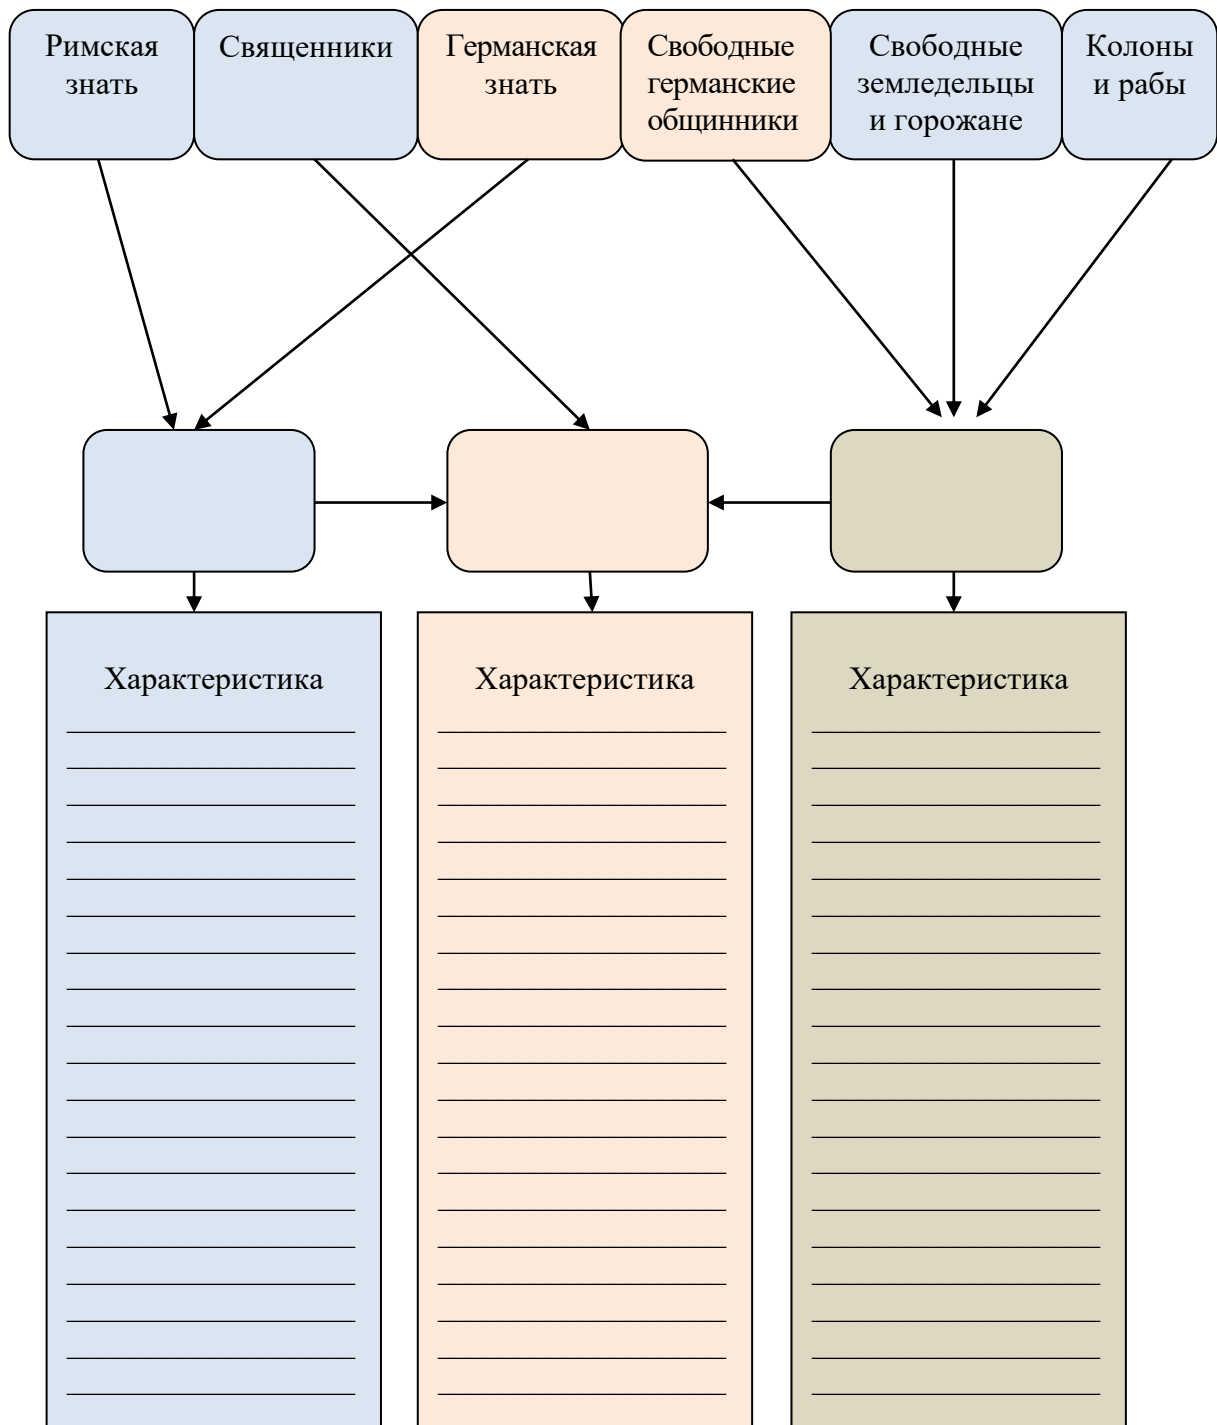 Римская
знать
Священники
Германская
знать
Свободные
германские
общинники
Свободные
земледельцы
и горожане
Колоны
и рабы
Характеристика
Характеристика
Характеристика